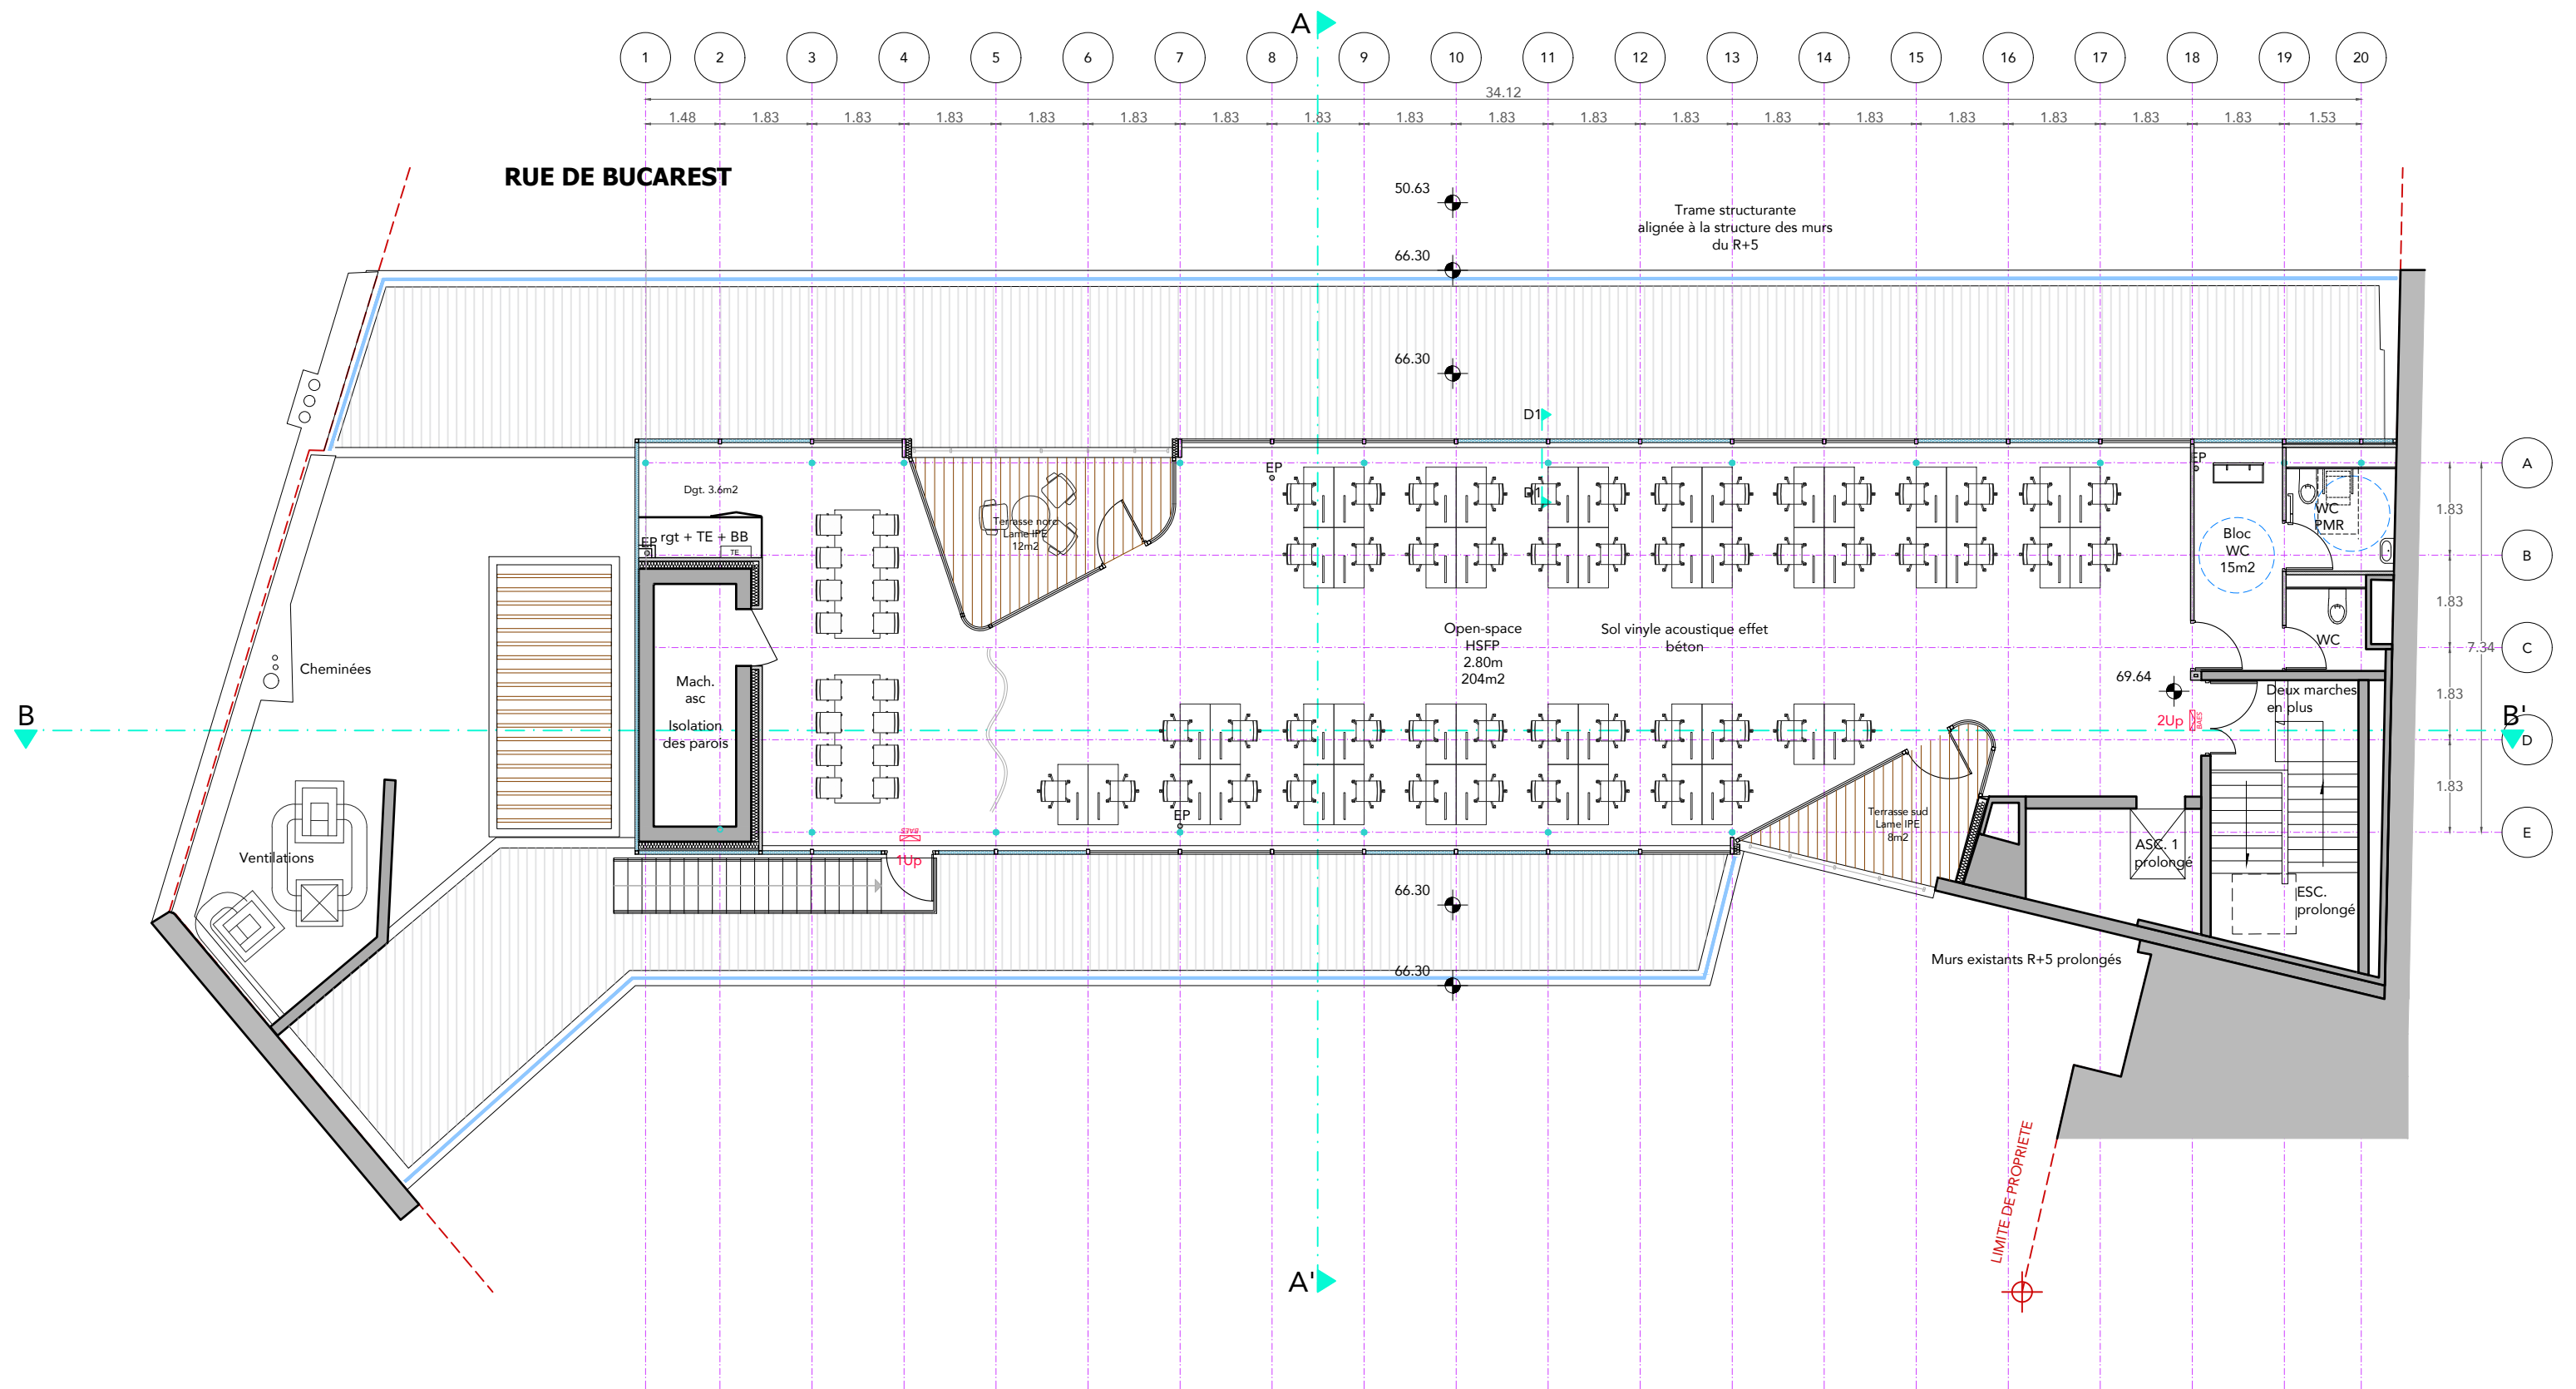 A
1 2 3 4 5 6 7 8 9 10 11 12 13 14 15 16 17 18 19 20
34.12
1.48 1.83 1.83 1.83 1.83 1.83 1.83 1.83 1.83 1.83 1.83 1.83 1.83 1.83 1.83 1.83 1.83 1.83 1.53
RUE DE BUCAREST
50.63
Trame structurante
alignée à la structure des murs
du R+5
66.30
66.30
D1
A
EP
EP
Dgt. 3.6m2
D1
1.83
Terrasse nord
Lame IPE
12m2
WC
PMR
rgt + TE + BB
EP
TE
Bloc
WC
15m2
B
1.83
Open-space
HSFP
2.80m
204m2
Sol vinyle acoustique effet
béton
WC
C
7.34
Cheminées
Mach.
asc
69.64
Deux marches
en plus
1.83
B
Isolation
des parois
2Up
BAES
B'
D
1.83
EP
Terrasse sud
Lame IPE
8m2
E
BAES
1Up
Ventilations
ASC. 1
prolongé
66.30
ESC.
prolongé
66.30
Murs existants R+5 prolongés
LIMITE DE PROPRIETE
A'